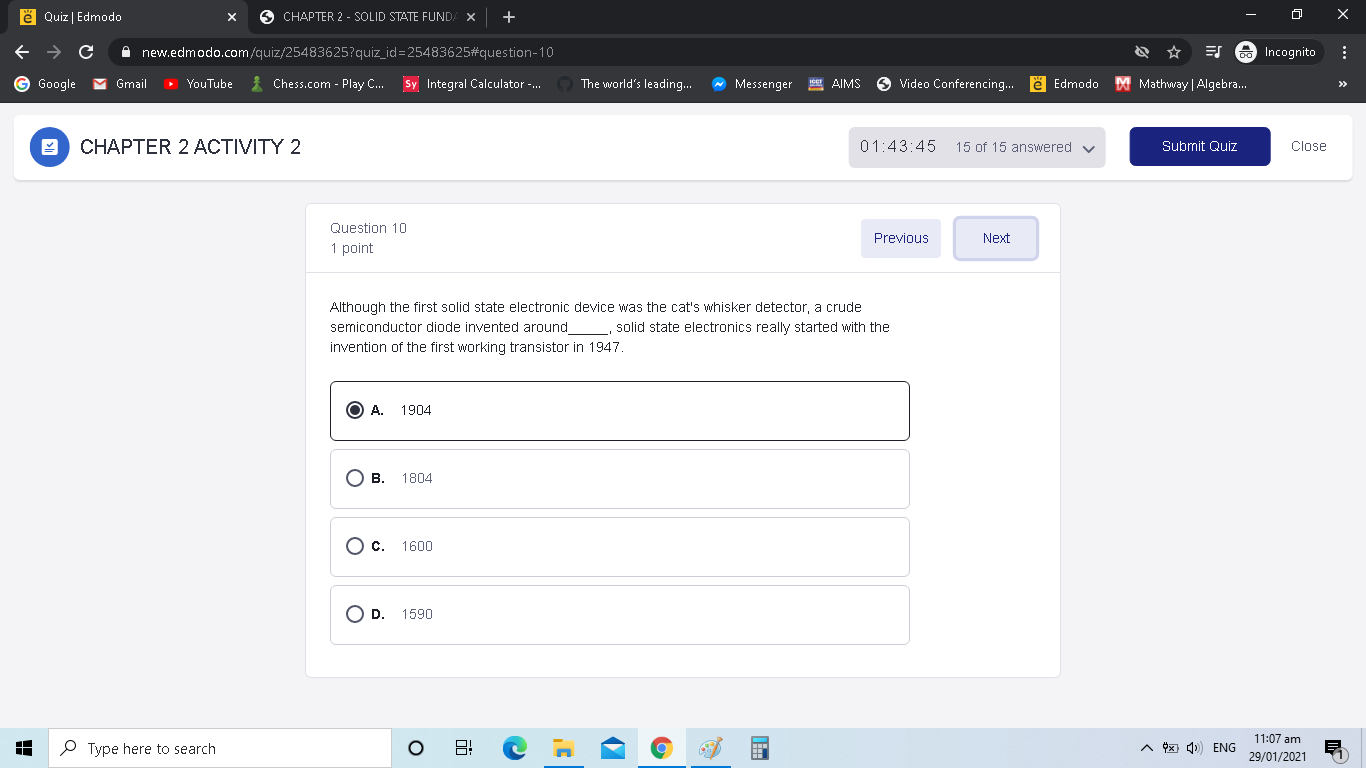 Quiz | Edmodo
CHAPTER 2 - SOLID STATE FUND
new.edmodo.com/quiz/25483625?quiz_id=25483625#question-10
Incognito
Google Gmail YouTube Chess.com - Play C... Sy Integral Calculator -... The world's leading... Messenger AIMS Video Conferencing... Edmodo Mathway | Algebra... »
CHAPTER 2 ACTIVITY 2
01:43:45 15 of 15 answered
Submit Quiz
Close
Question 10
1 point
Previous
Next
Although the first solid state electronic device was the cat's whisker detector, a crude
semiconductor diode invented around_____, solid state electronics really started with the
invention of the first working transistor in 1947.
A. 1904
B. 1804
C. 1600
D. 1590
Type here to search
ENG
11:07 am
29/01/2021
1